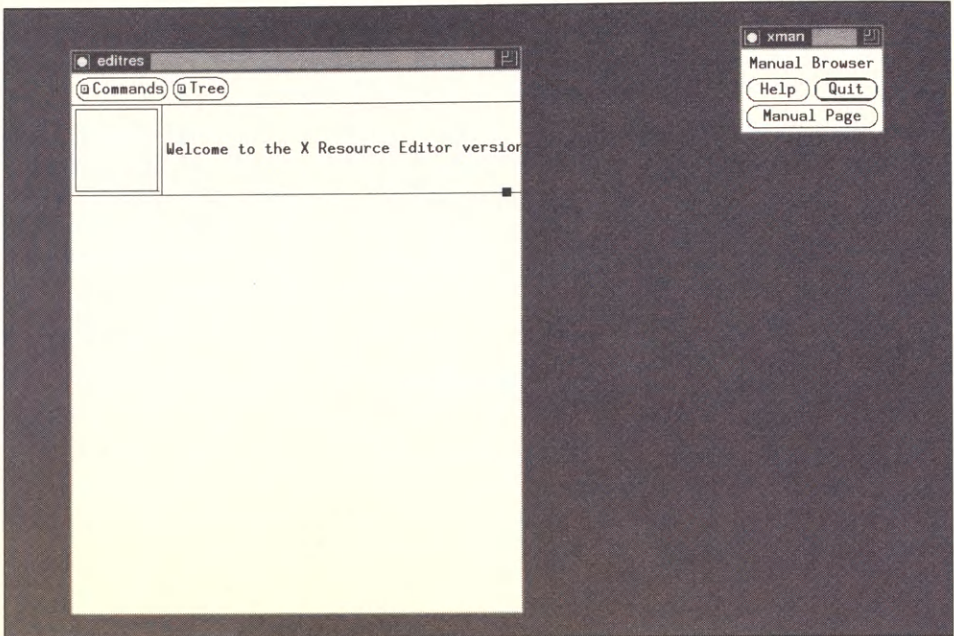 editres
Commands Tree
Welcome to the X Resource Editor version
xman
Manual Browser
Help Quit
Manual Page